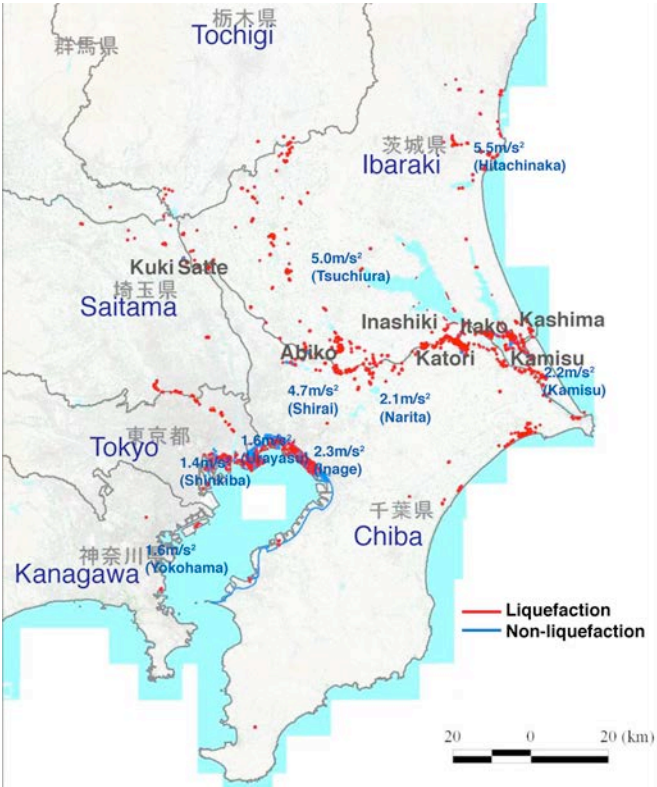 栃木県
Tochigi
群馬県
茨城県
Ibaraki
5.5m/s²
(Hitachinaka)
5.0m/s²
(Tsuchiura)
Kuki Satte
埼玉県
Saitama
Inashiki
Itako
Kashima
Abiko
Katori
Kamisu
2.2m/s²
(Kamisu)
4.7m/s²
(Shirai)
2.1m/s²
(Narita)
東京都
Tokyo
1.6m/s²
(Urayasu)
2.3m/s²
(Inage)
1.4m/s²
(Shinkiba)
千葉県
Chiba
神奈川県
Kanagawa
1.6m/s²
(Yokohama)
Liquefaction
Non-liquefaction
20 0 20 (km)